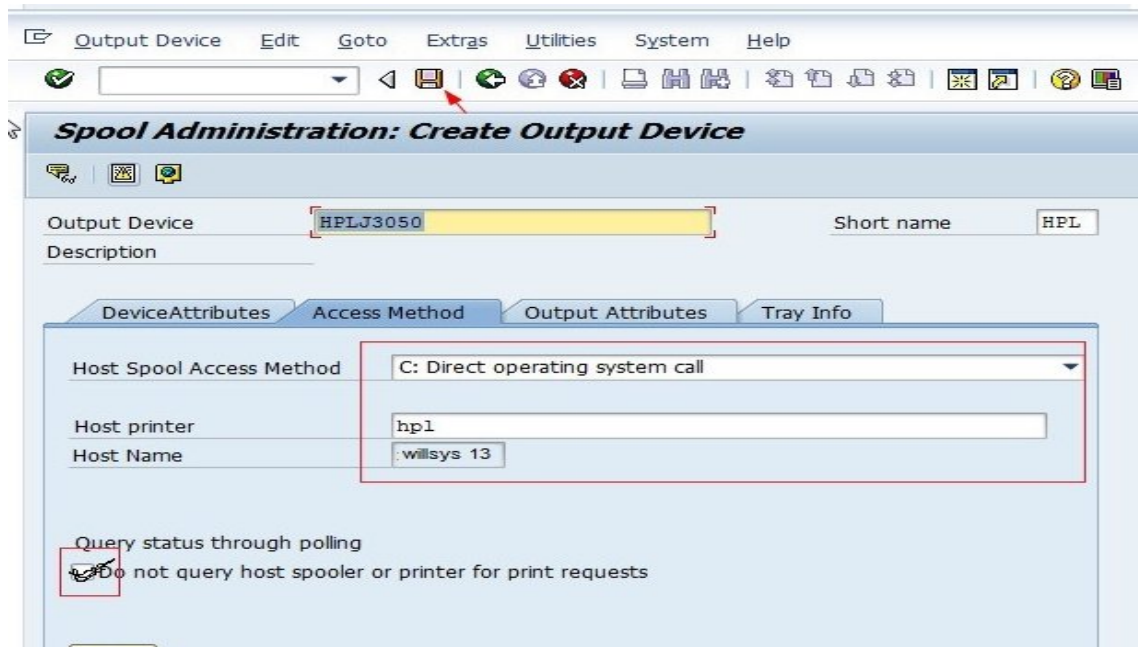 Output Device Edit Goto Extras Utilities System Help
Spool Administration: Create Output Device
Output Device HPLJ3050 Short name HPL
Description
DeviceAttributes Access Method Output Attributes Tray Info
Host Spool Access Method C: Direct operating system call
Host printer hpl
Host Name willsys 13
Query status through polling
Do not query host spooler or printer for print requests